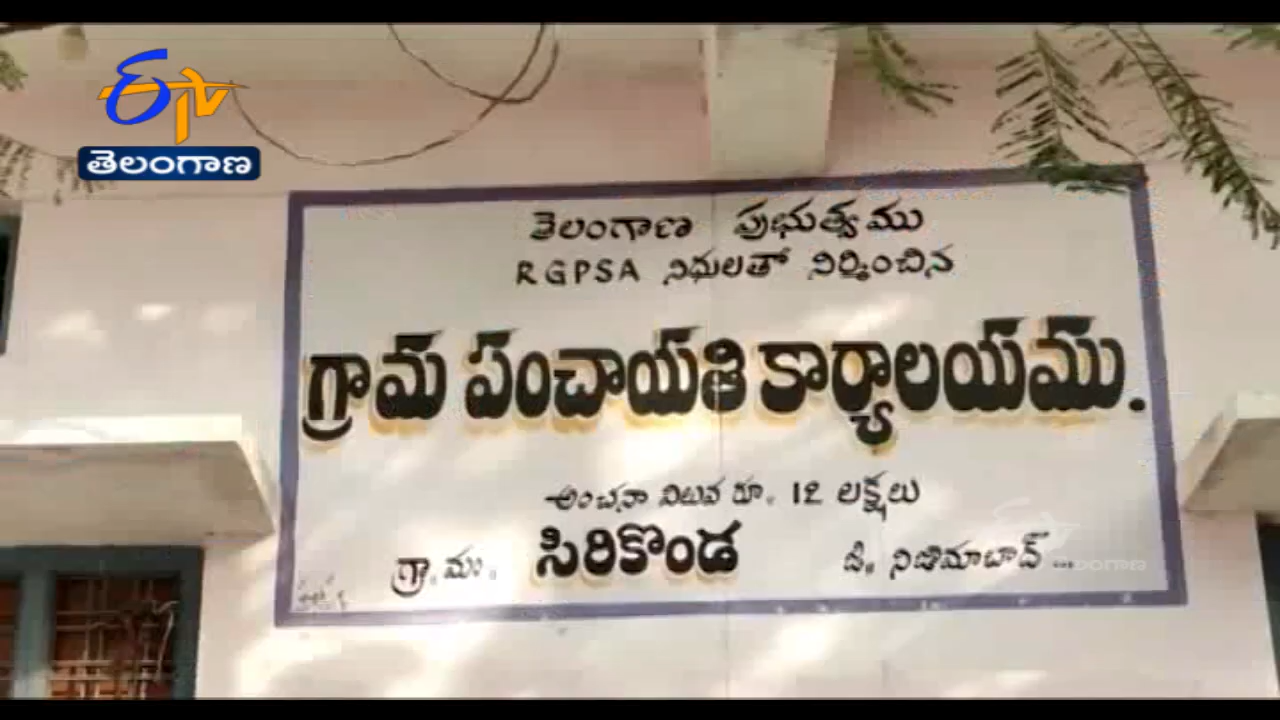 ETV
తెలంగాణ
తెలంగాణ ప్రభుత్వము
RGPSA నిధులతో నిర్మించిన
గ్రామ పంచాయతి కార్యాలయము.
అంచనా విలువ రూ. 12 లక్షలు
గ్రా. మ. సిరికొండ జి. నిజామాబాద్ ...